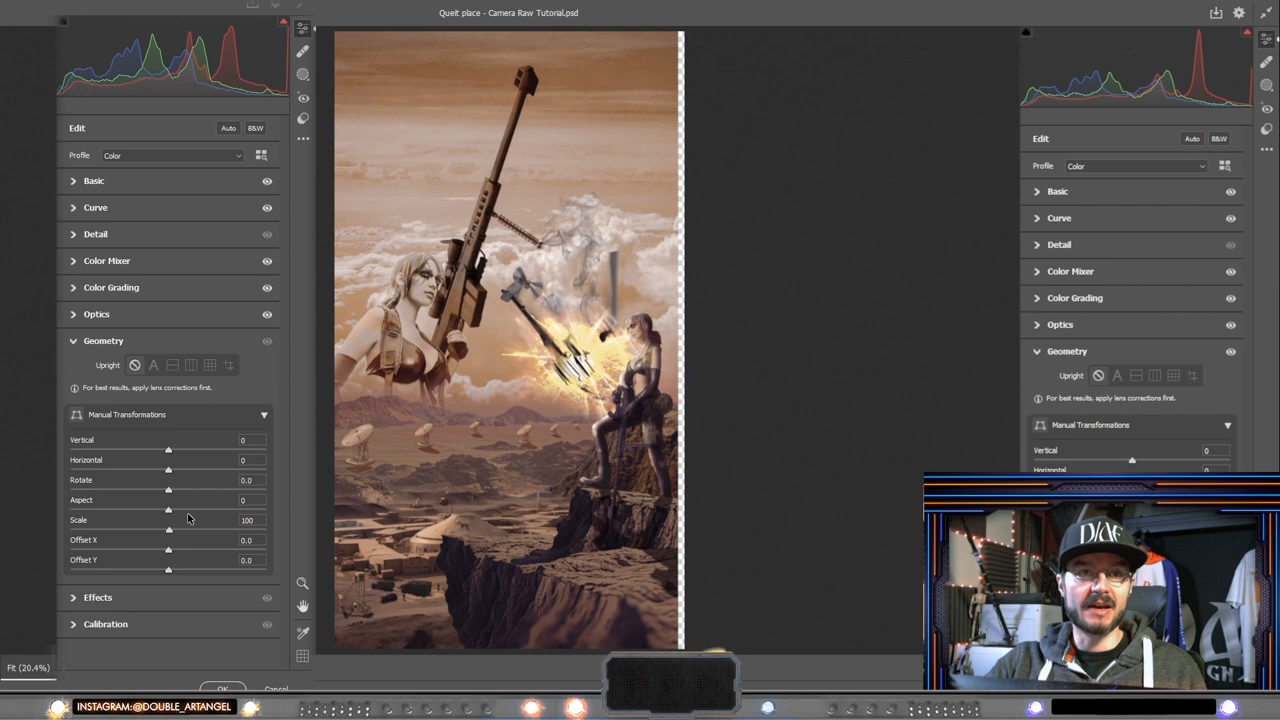 Queit place - Camera Raw Tutorial.psd
Edit
Auto
B&W
Profile
Color
Basic
Curve
Detail
Color Mixer
Color Grading
Optics
Geometry
Upright
A
For best results, apply lens corrections first.
Manual Transformations
Vertical 0
Horizontal 0
Rotate 0.0
Aspect 0
Scale 100
Offset X 0.0
Offset Y 0.0
Effects
Calibration
Fit (20.4%)
OK
Cancel
INSTAGRAM:@DOUBLE_ARTANGEL
Edit
Auto
B&W
Profile
Color
Basic
Curve
Detail
Color Mixer
Color Grading
Optics
Geometry
Upright
A
For best results, apply lens corrections first.
Manual Transformations
Vertical 0
Horizontal